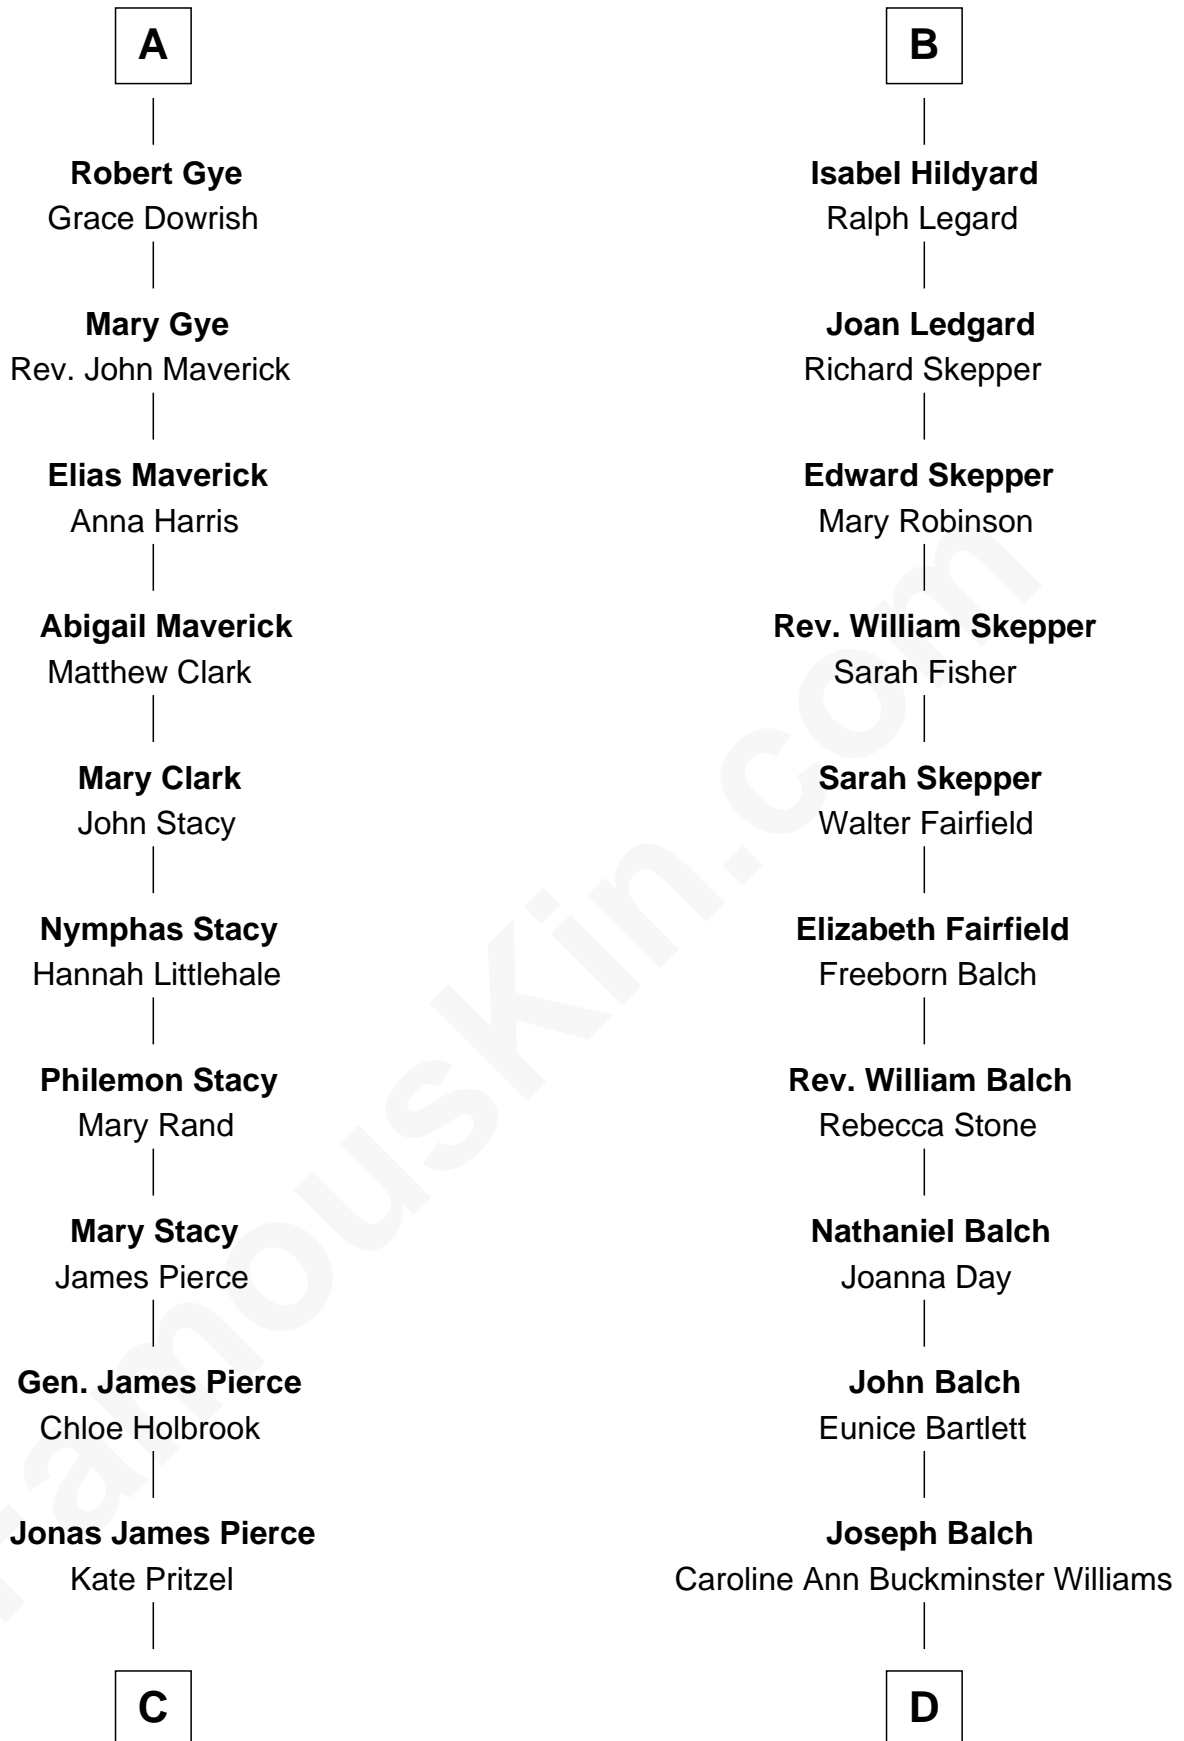 A
Robert Gye
Grace Dowrish
Mary Gye
Rev. John Maverick
Elias Maverick
Anna Harris
Abigail Maverick
Matthew Clark
Mary Clark
John Stacy
Nymphas Stacy
Hannah Littlehale
Philemon Stacy
Mary Rand
Mary Stacy
James Pierce
Gen. James Pierce
Chloe Holbrook
Jonas James Pierce
Kate Pritzel
C
B
Isabel Hildyard
Ralph Legard
Joan Ledgard
Richard Skepper
Edward Skepper
Mary Robinson
Rev. William Skepper
Sarah Fisher
Sarah Skepper
Walter Fairfield
Elizabeth Fairfield
Freeborn Balch
Rev. William Balch
Rebecca Stone
Nathaniel Balch
Joanna Day
John Balch
Eunice Bartlett
Joseph Balch
Caroline Ann Buckminster Williams
D
FamousKin.com